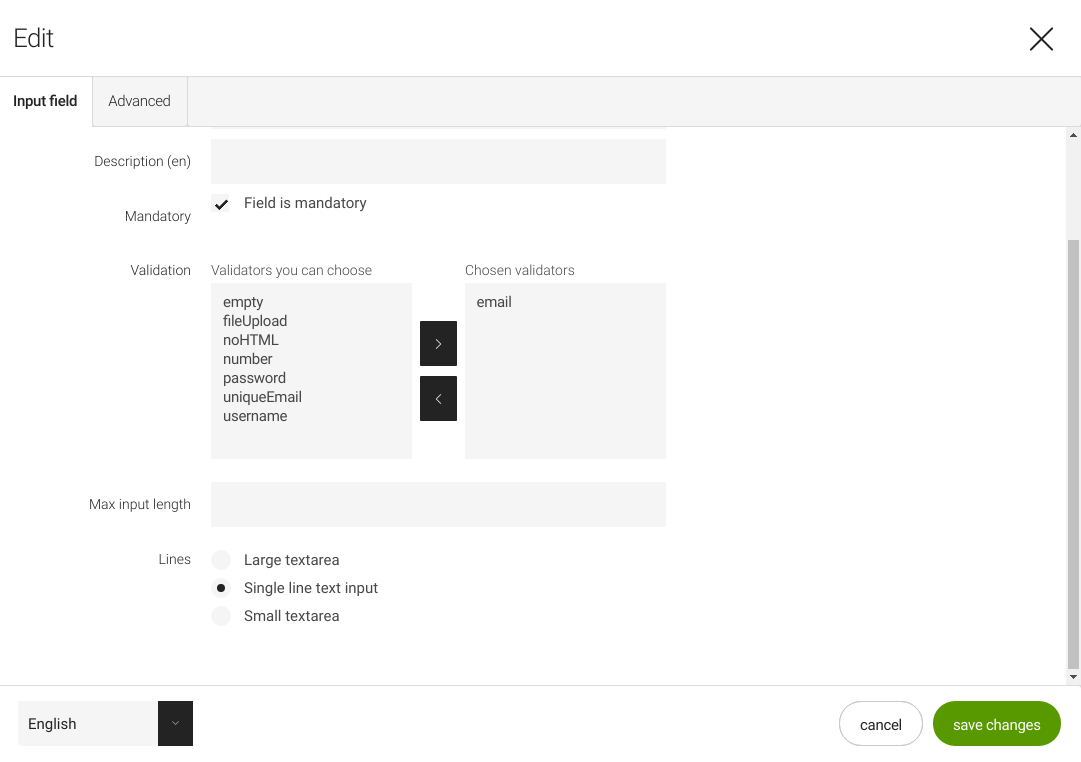 Edit
Input field
Advanced
Description (en)
Mandatory
Field is mandatory
Validation
Validators you can choose
Chosen validators
empty
fileUpload
noHTML
number
password
uniqueEmail
username
email
Max input length
Lines
Large textarea
Single line text input
Small textarea
English
cancel
save changes